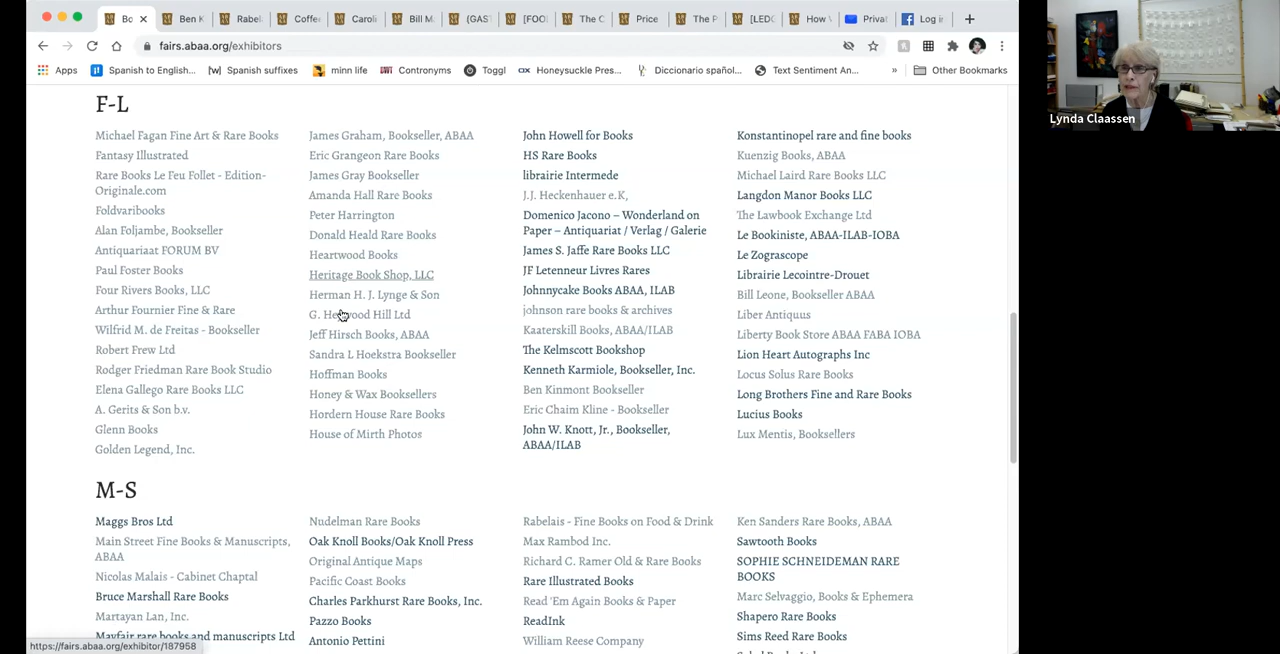 Bo
Ben K
Rabel
Coffee
Caroli
Bill M.
(GAS
[FOO
The C
Price
The P
[LED
How
Priva
Log i
fairs.abaa.org/exhibitors
Apps
Spanish to English...
Spanish suffixes
minn life
Contronyms
Toggl
Honeysuckle Pres...
Diccionario español...
Text Sentiment An...
»
Other Bookmarks
Lynda Claassen
F-L
Michael Fagan Fine Art & Rare Books
Fantasy Illustrated
Rare Books Le Feu Follet - Edition-
Originale.com
Foldvaribooks
Alan Foljambe, Bookseller
Antiquariaat FORUM BV
Paul Foster Books
Four Rivers Books, LLC
Arthur Fournier Fine & Rare
Wilfrid M. de Freitas - Bookseller
Robert Frew Ltd
Rodger Friedman Rare Book Studio
Elena Gallego Rare Books LLC
A. Gerits & Son b.v.
Glenn Books
Golden Legend, Inc.
James Graham, Bookseller, ABAA
Eric Grangeon Rare Books
James Gray Bookseller
Amanda Hall Rare Books
Peter Harrington
Donald Heald Rare Books
Heartwood Books
Heritage Book Shop, LLC
Herman H. J. Lynge & Son
G. Heywood Hill Ltd
Jeff Hirsch Books, ABAA
Sandra L Hoekstra Bookseller
Hoffman Books
Honey & Wax Booksellers
Hordern House Rare Books
House of Mirth Photos
John Howell for Books
HS Rare Books
librairie Intermede
J.J. Heckenhauer e.K,
Domenico Jacono – Wonderland on
Paper – Antiquariat / Verlag / Galerie
James S. Jaffe Rare Books LLC
JF Letenneur Livres Rares
Johnnycake Books ABAA, ILAB
johnson rare books & archives
Kaaterskill Books, ABAA/ILAB
The Kelmscott Bookshop
Kenneth Karmiole, Bookseller, Inc.
Ben Kinmont Bookseller
Eric Chaim Kline - Bookseller
John W. Knott, Jr., Bookseller,
ABAA/ILAB
Konstantinopel rare and fine books
Kuenzig Books, ABAA
Michael Laird Rare Books LLC
Langdon Manor Books LLC
The Lawbook Exchange Ltd
Le Bookiniste, ABAA-ILAB-IOBA
Le Zograscope
Librairie Lecointre-Drouet
Bill Leone, Bookseller ABAA
Liber Antiquus
Liberty Book Store ABAA FABA IOBA
Lion Heart Autographs Inc
Locus Solus Rare Books
Long Brothers Fine and Rare Books
Lucius Books
Lux Mentis, Booksellers
M-S
Maggs Bros Ltd
Main Street Fine Books & Manuscripts,
ABAA
Nicolas Malais - Cabinet Chaptal
Bruce Marshall Rare Books
Martayan Lan, Inc.
Mayfair rare books and manuscripts Ltd
Nudelman Rare Books
Oak Knoll Books/Oak Knoll Press
Original Antique Maps
Pacific Coast Books
Charles Parkhurst Rare Books, Inc.
Pazzo Books
Antonio Pettini
Rabelais - Fine Books on Food & Drink
Max Rambod Inc.
Richard C. Ramer Old & Rare Books
Rare Illustrated Books
Read 'Em Again Books & Paper
ReadInk
William Reese Company
Ken Sanders Rare Books, ABAA
Sawtooth Books
SOPHIE SCHNEIDEMAN RARE
BOOKS
Marc Selvaggio, Books & Ephemera
Shapero Rare Books
Sims Reed Rare Books
https://fairs.abaa.org/exhibitor/187958